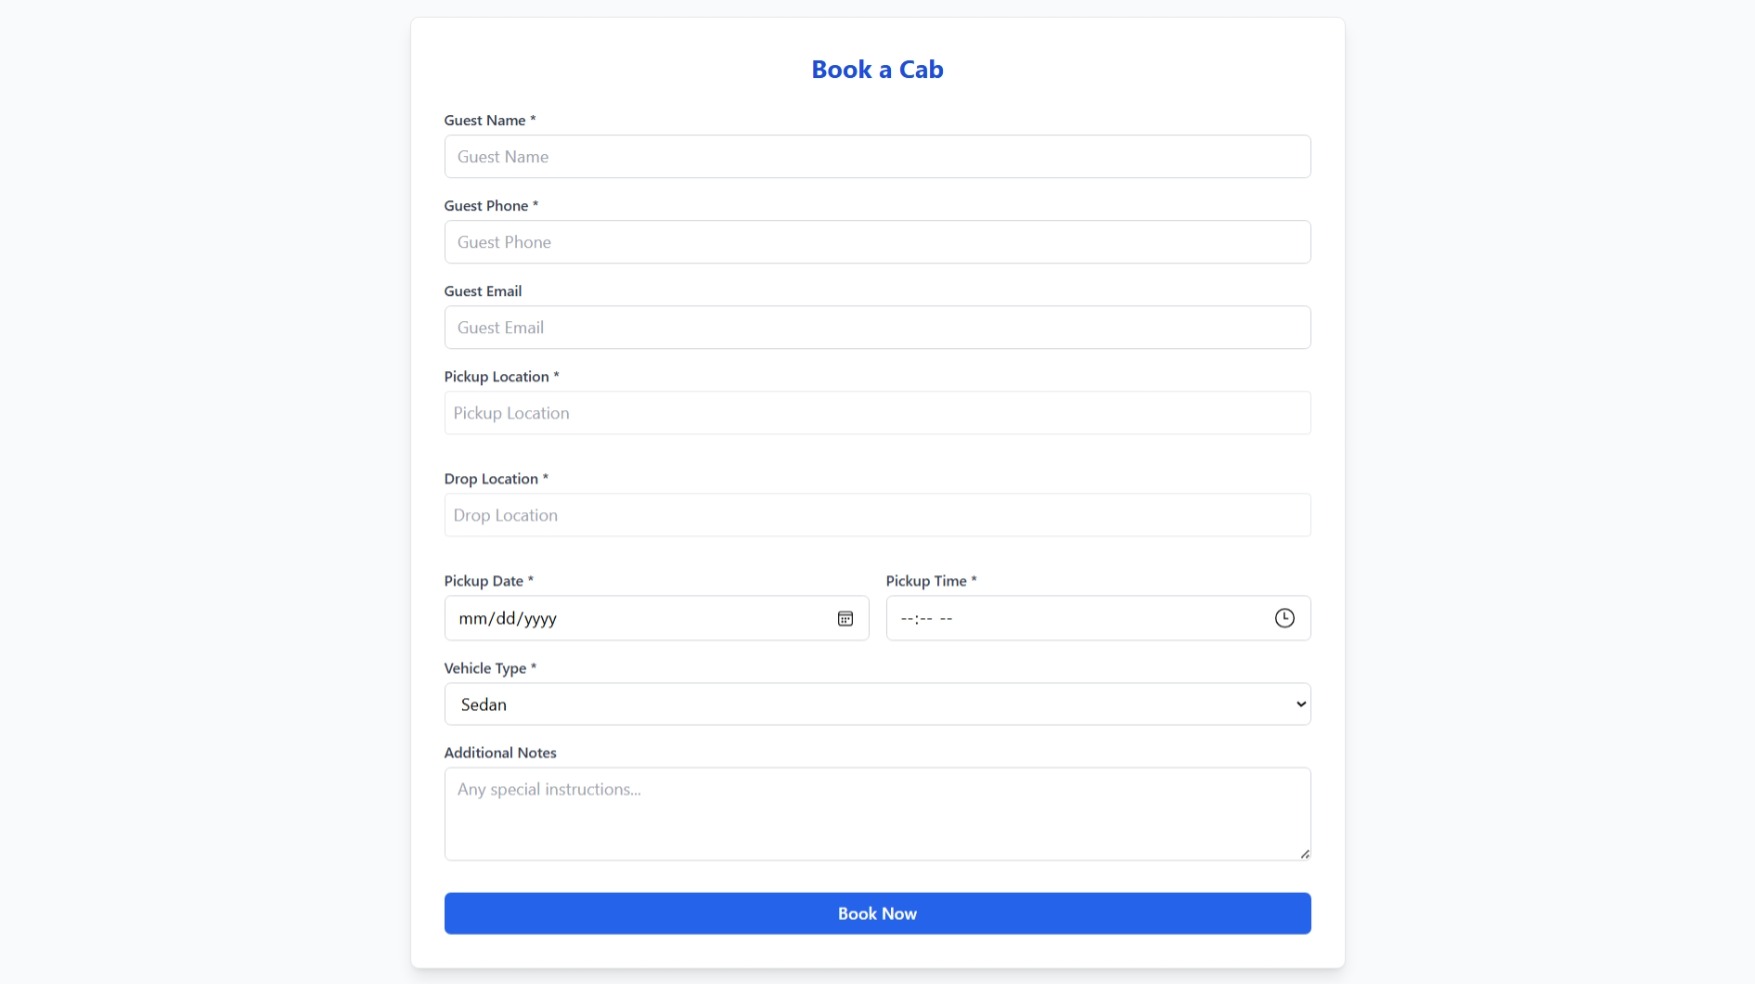 Book a Cab
Guest Name *
Guest Name
Guest Phone *
Guest Phone
Guest Email
Guest Email
Pickup Location *
Pickup Location
Drop Location *
Drop Location
Pickup Date * Pickup Time *
mm/dd/yyyy --:-- --
Vehicle Type *
Sedan
Additional Notes
Any special instructions...
Book Now